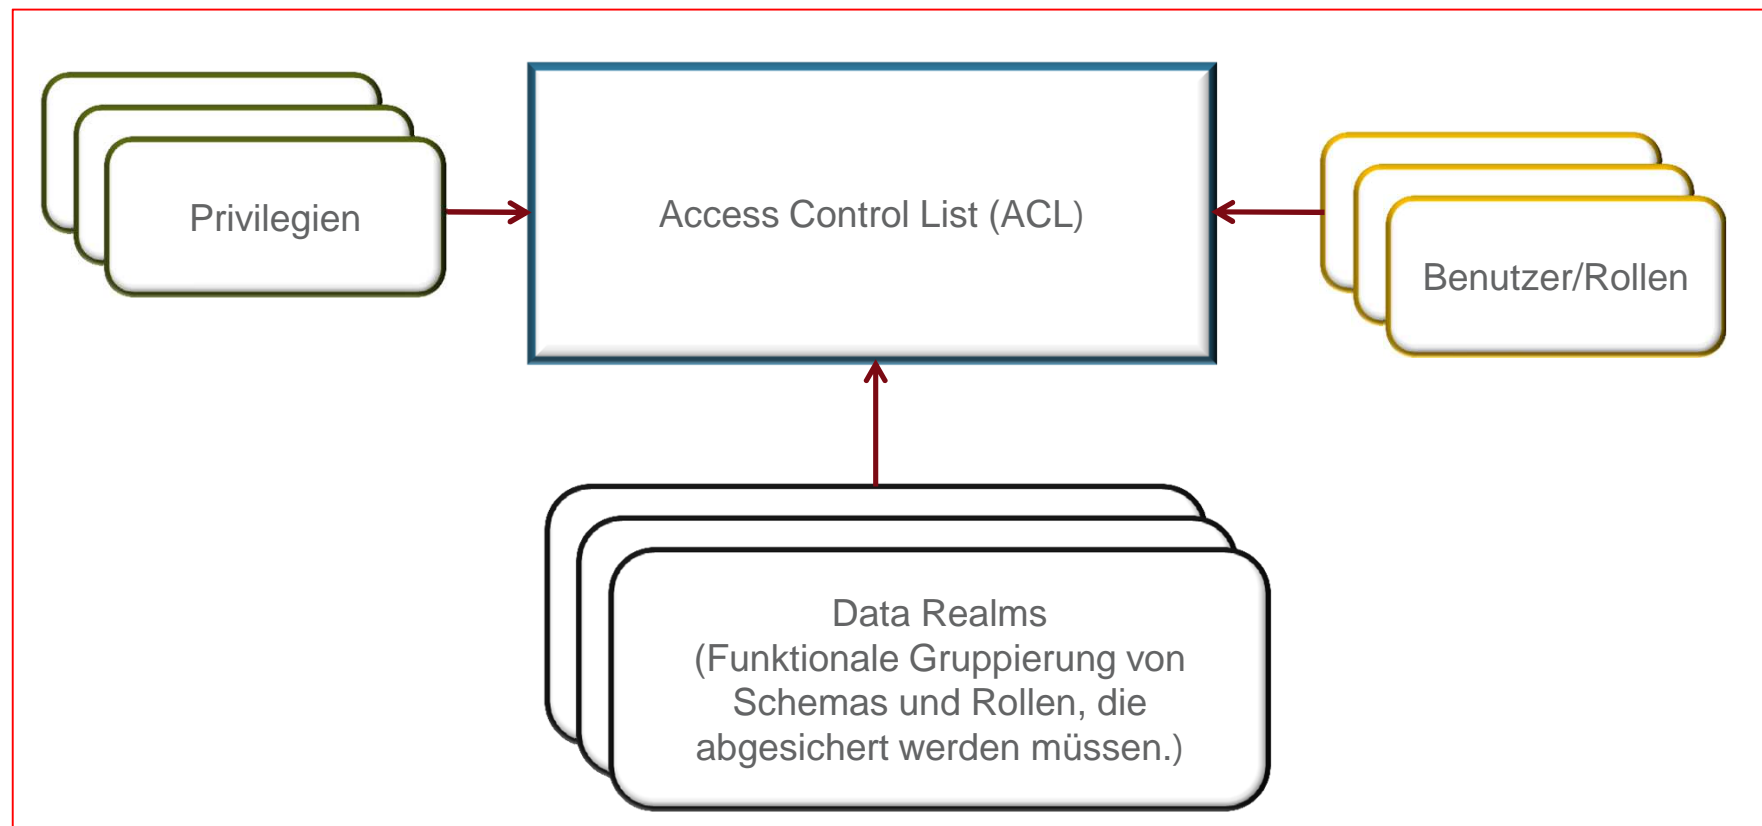 Privilegien
Access Control List (ACL)
Benutzer/Rollen
Data Realms
(Funktionale Gruppierung von
Schemas und Rollen, die
abgesichert werden müssen.)